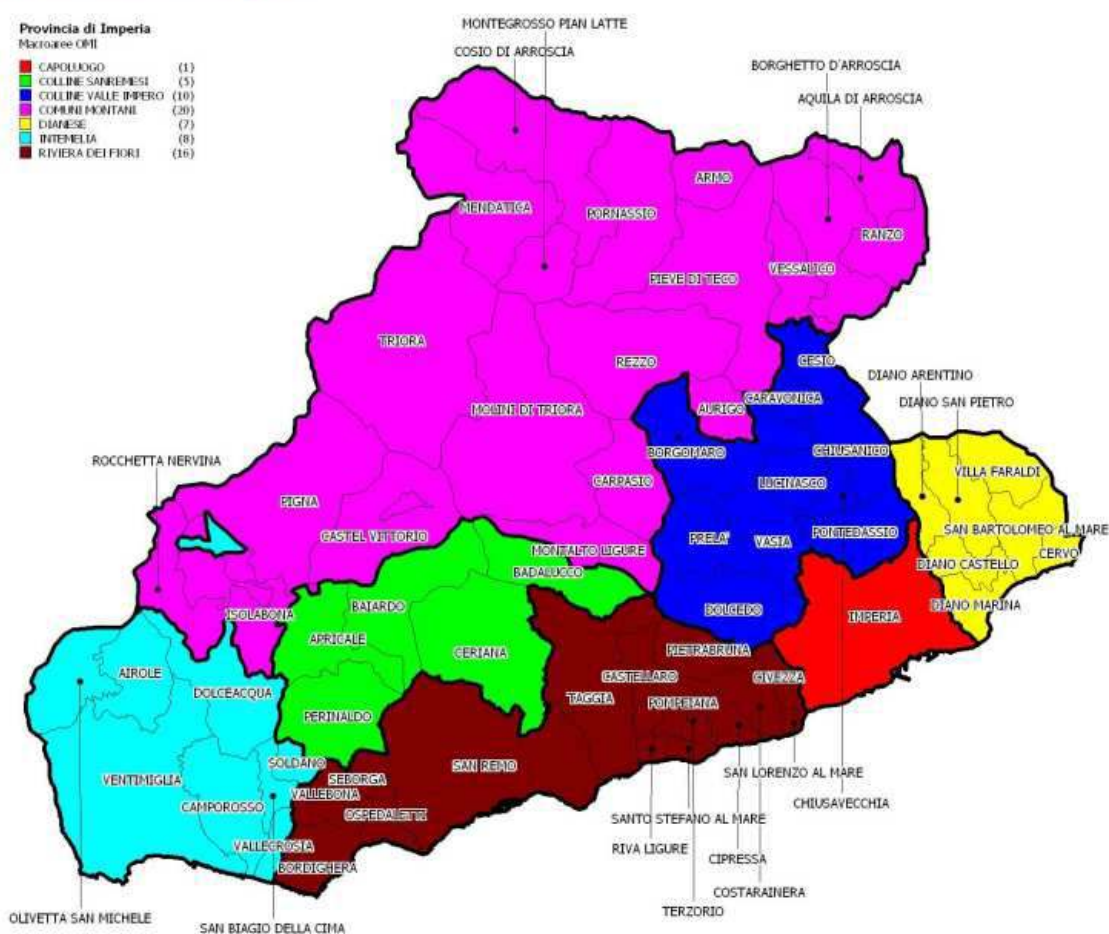 Provincia di Imperia
Macroaree OMI
CAPOLUOGO (1)
COLLINE SANREMESI (5)
COLLINE VALLE IMPERO (10)
COMUNI MONTANI (20)
DIANESE (7)
INTEMELIA (8)
RIVIERA DEI FIORI (16)
MONTEGROSSO PIAN LATTE
COSIO DI ARROSCIA
BORGHETTO D'ARROSCIA
AQUILA DI ARROSCIA
ARMO
MENDATICA
PORNASSIO
RANZO
VESSALICO
PIEVE DI TECO
TRIORA
REZZO
CESIO
DIANO ARENTINO
MOLINI DI TRIORA
AURIGO
CARAVONICA
DIANO SAN PIETRO
ROCCHETTA NERVINA
BORGOMARO
CHIUSANICO
VILLA FARALDI
CARPASIO
LUCINASCO
PIGNA
CASTEL VITTORIO
PRELA'
VASIA
PONTEDASSIO
SAN BARTOLOMEO AL MARE
MONTALTO LIGURE
CERVO
BADALUCCO
DIANO CASTELLO
ISOLABONA
BAIARDO
DOLCEDO
IMPERIA
DIANO MARINA
APRICALE
CERIANA
PIETRABRUNA
AIROLE
CASTELLARO
CIVEZZA
DOLCEACQUA
TAGGIA
POMPEIANA
PERINALDO
SOLDANO
SAN REMO
SAN LORENZO AL MARE
VENTIMIGLIA
SEBORGA
VALLEBONA
CAMPOROSSO
CHIUSAVECCHIA
OSPEDALETTI
SANTO STEFANO AL MARE
VALLECROSIA
RIVA LIGURE
CIPRESSA
BORDIGHERA
COSTARAINERA
TERZORIO
OLIVETTA SAN MICHELE
SAN BIAGIO DELLA CIMA